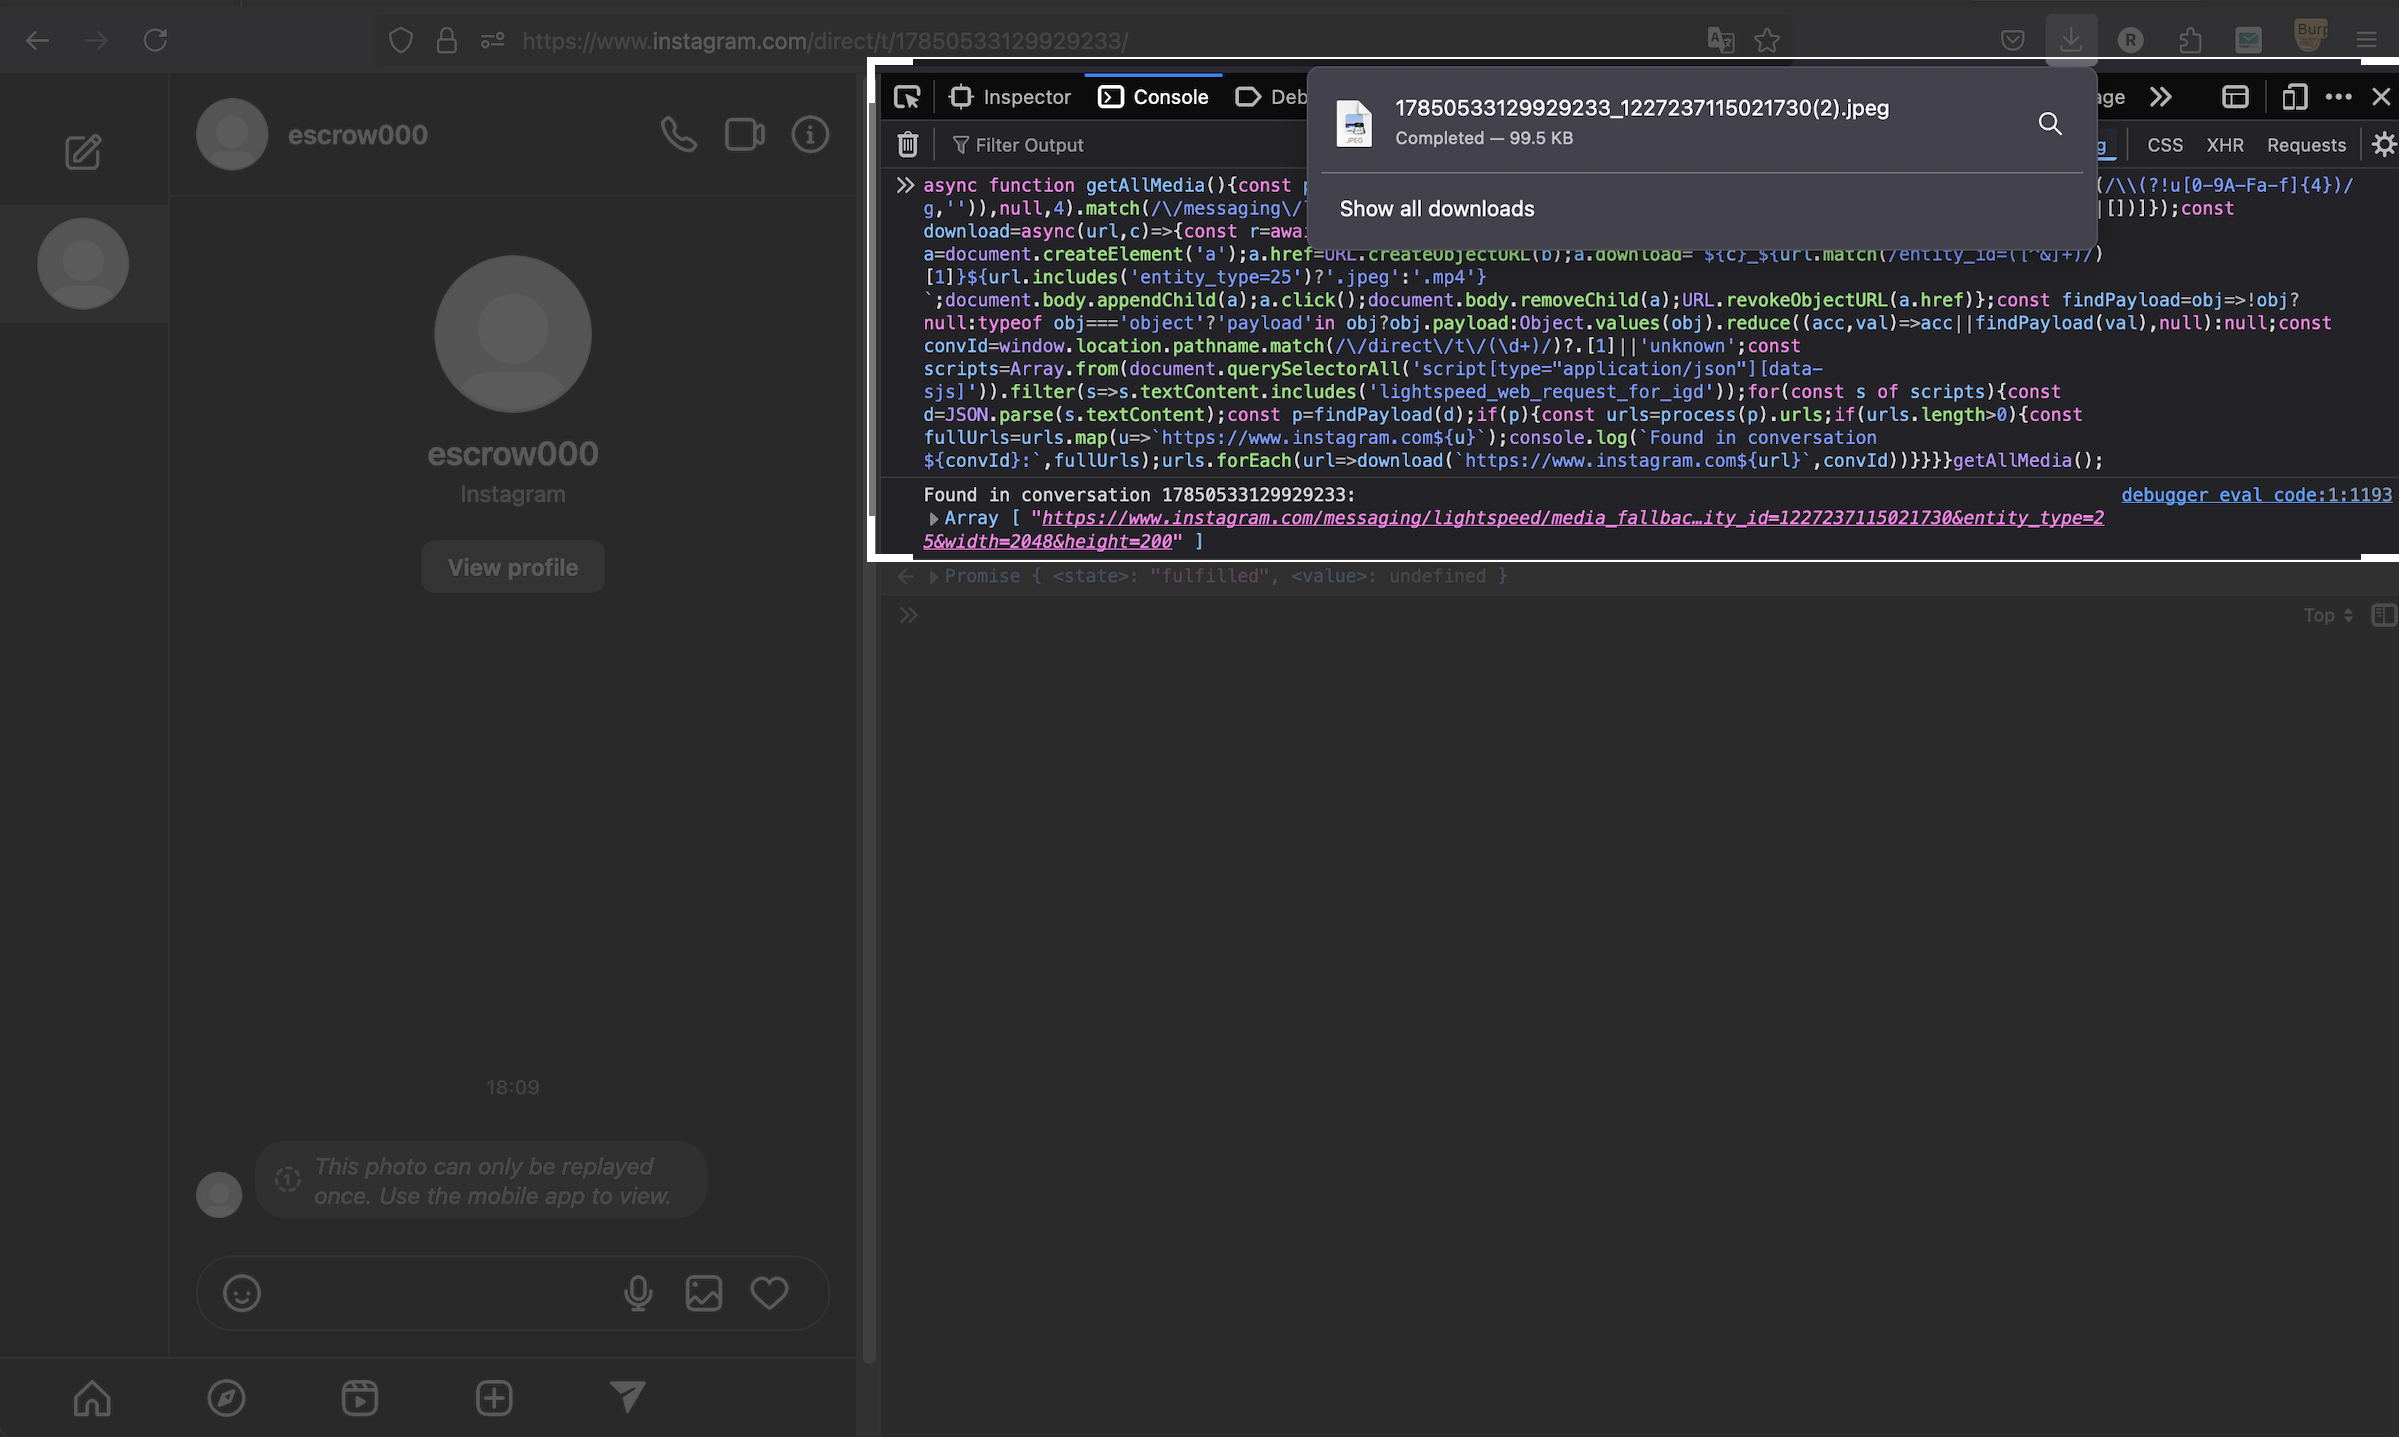 https://www.instagram.com/direct/t/17850533129929233/
Burp
escrow000
escrow000
Instagram
View profile
18:09
This photo can only be replayed
once. Use the mobile app to view.
Inspector
Console
Deb
age
17850533129929233_1227237115021730(2).jpeg
JPEG
Completed — 99.5 KB
Show all downloads
Filter Output
CSS
XHR
Requests
async function getAllMedia(){const p (/\\(?!u[0-9A-Fa-f]{4})/
g,'')),null,4).match(/\/messaging\/ |[])]});const
download=async(url,c)=>{const r=awai
a=document.createElement('a');a.href=URL.createObjectURL(b);a.download=`${c}_${url.match(/entity_id=([^&]+)/)
[1]}${url.includes('entity_type=25')?'.jpeg':'.mp4'}
`;document.body.appendChild(a);a.click();document.body.removeChild(a);URL.revokeObjectURL(a.href)};const findPayload=obj=>!obj?
null:typeof obj==='object'?'payload'in obj?obj.payload:Object.values(obj).reduce((acc,val)=>acc||findPayload(val),null):null;const
convId=window.location.pathname.match(/\/direct\/t\/(\d+)/)?.[1]||'unknown';const
scripts=Array.from(document.querySelectorAll('script[type="application/json"][data-
sjs]')).filter(s=>s.textContent.includes('lightspeed_web_request_for_igd'));for(const s of scripts){const
d=JSON.parse(s.textContent);const p=findPayload(d);if(p){const urls=process(p).urls;if(urls.length>0){const
fullUrls=urls.map(u=>`https://www.instagram.com${u}`);console.log(`Found in conversation
${convId}:`,fullUrls);urls.forEach(url=>download(`https://www.instagram.com${url}`,convId))}}}}getAllMedia();
Found in conversation 17850533129929233:
debugger eval code:1:1193
Array [ "https://www.instagram.com/messaging/lightspeed/media_fallbac…ity_id=1227237115021730&entity_type=2
5&width=2048&height=200" ]
Promise { <state>: "fulfilled", <value>: undefined }
Top